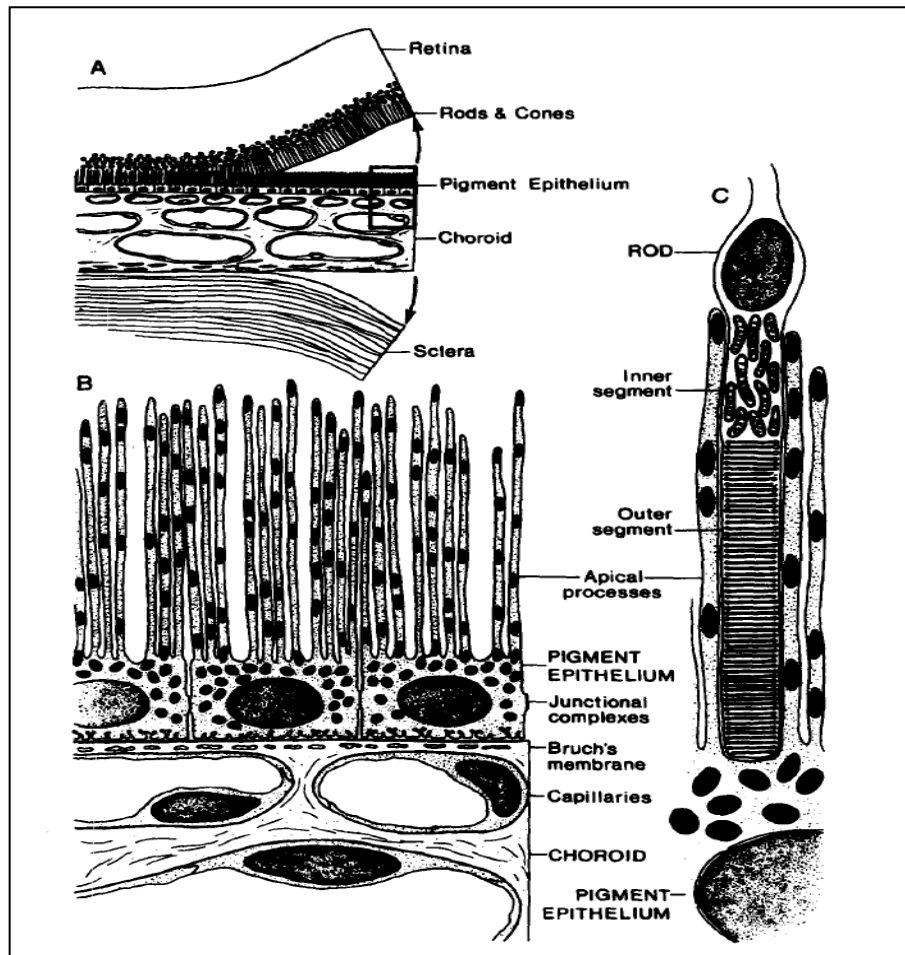 A
Retina
Rods & Cones
Pigment Epithelium
Choroid
Sclera
B
Apical
processes
PIGMENT
EPITHELIUM
Junctional
complexes
Bruch's
membrane
Capillaries
CHOROID
C
ROD
Inner
segment
Outer
segment
PIGMENT
EPITHELIUM